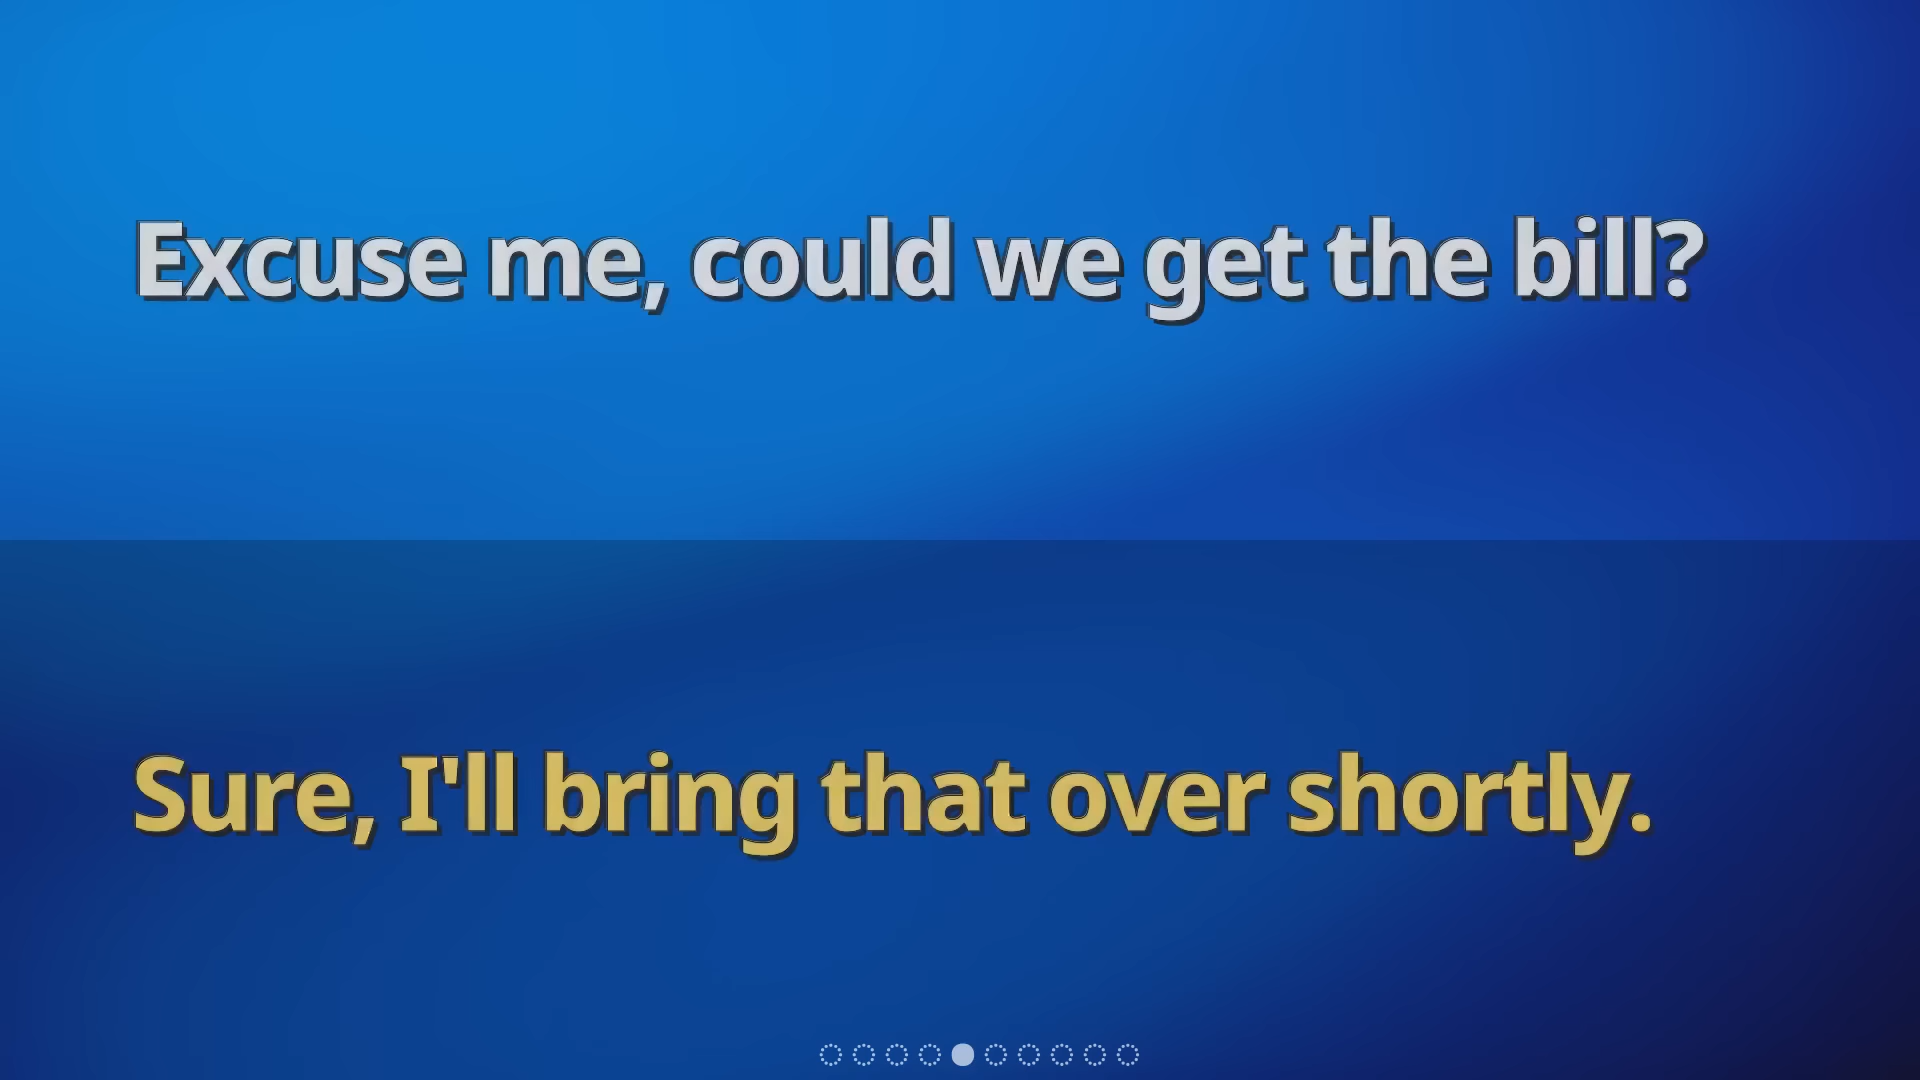 Excuse me, could we get the bill?
Sure, I'll bring that over shortly.